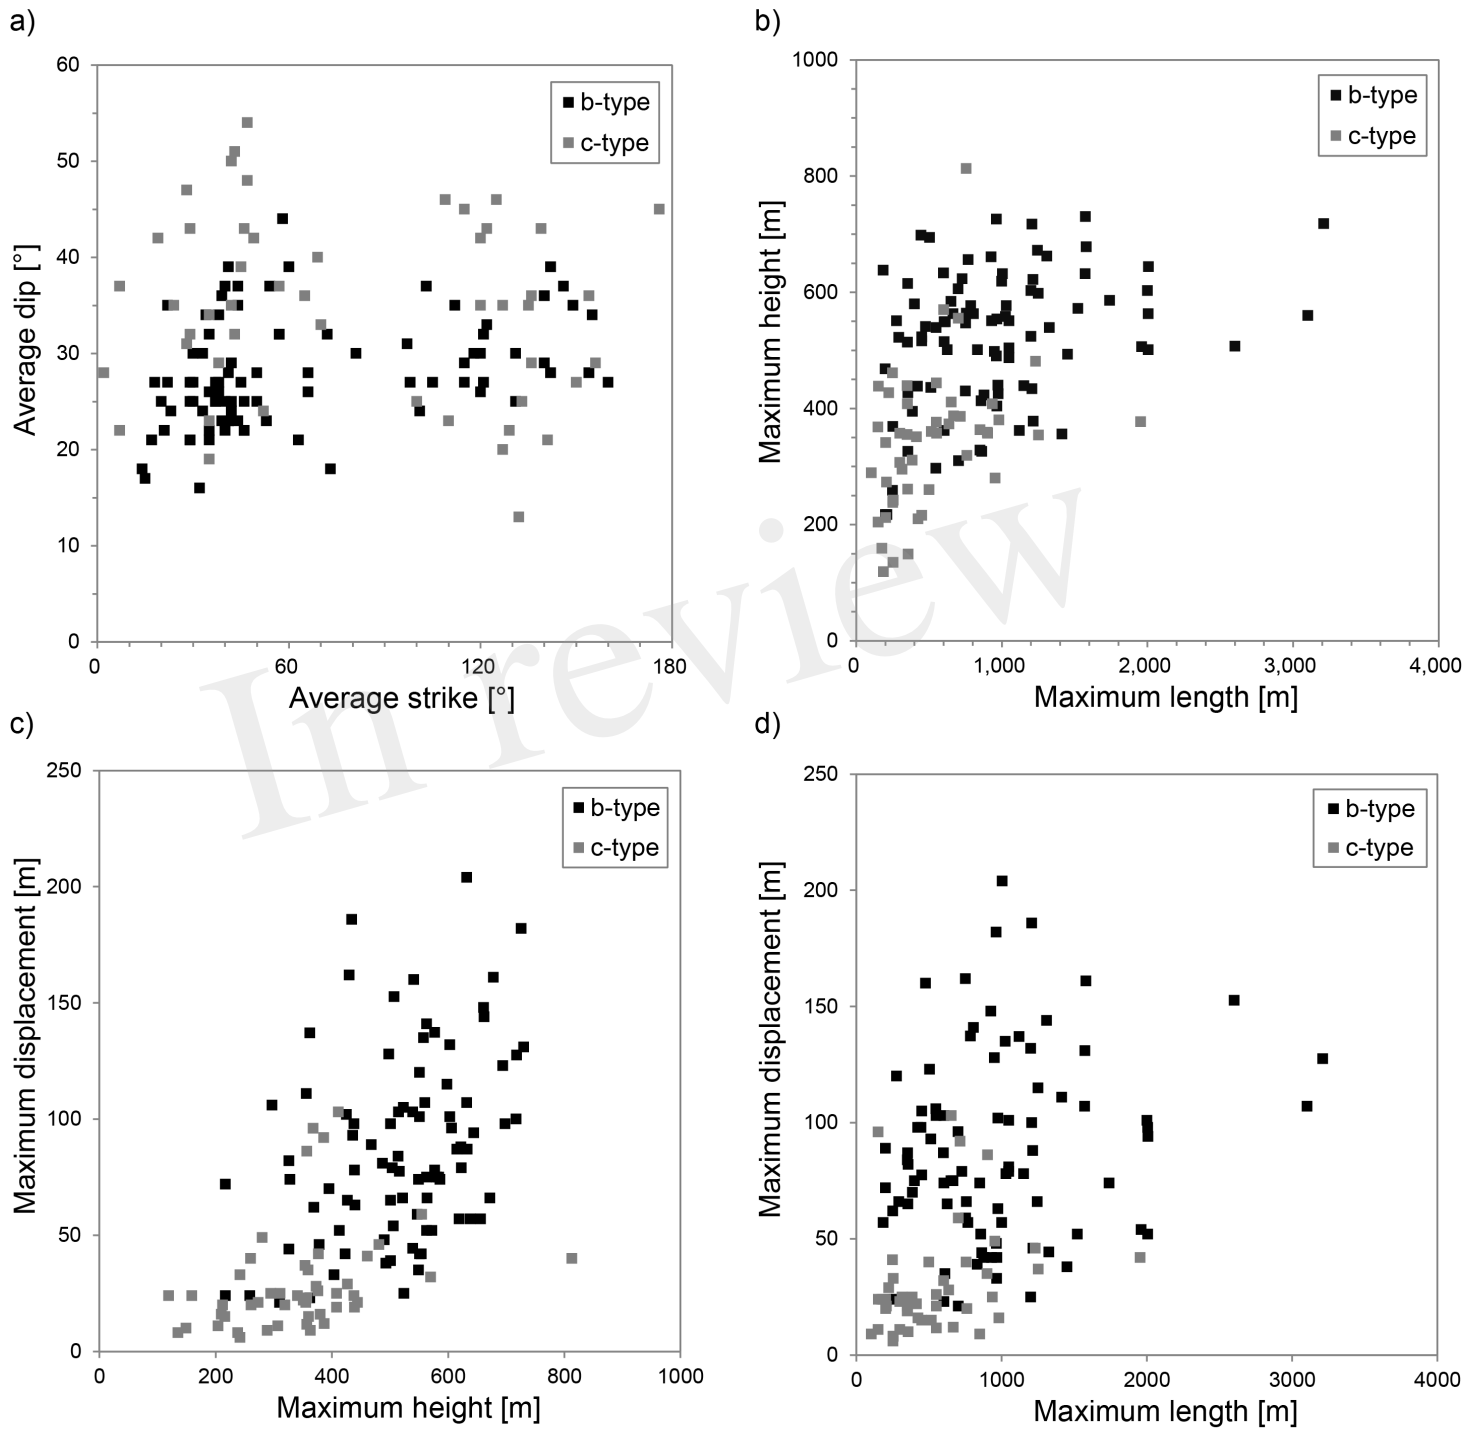 a)
60
50
40
30
20
10
0
0 60 120 180
Average dip [°]
Average strike [°]
b-type
c-type
b)
1000
800
600
400
200
0
0 1,000 2,000 3,000 4,000
Maximum height [m]
Maximum length [m]
b-type
c-type
In review
c)
250
200
150
100
50
0
0 200 400 600 800 1000
Maximum displacement [m]
Maximum height [m]
b-type
c-type
d)
250
200
150
100
50
0
0 1000 2000 3000 4000
Maximum displacement [m]
Maximum length [m]
b-type
c-type